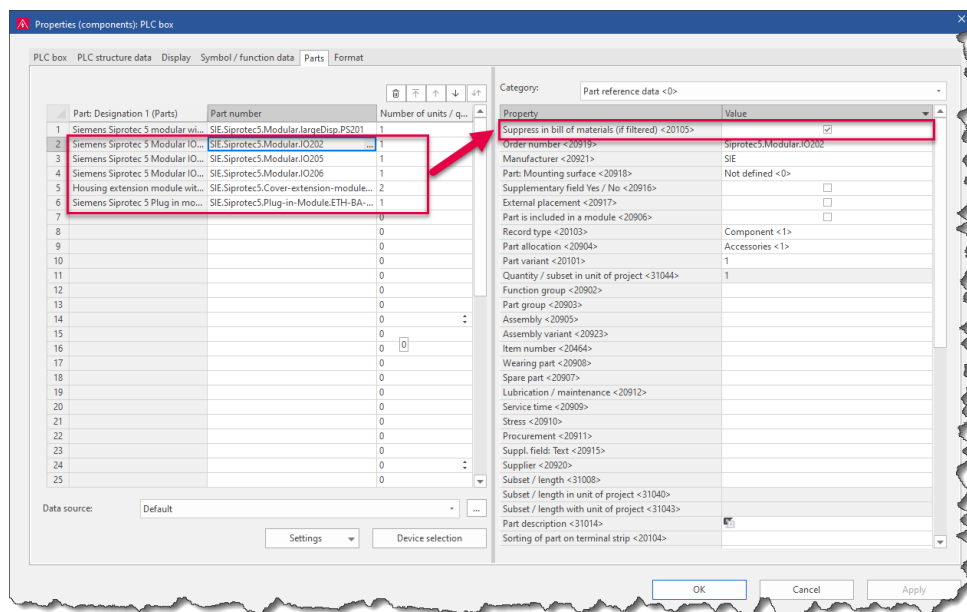 Properties (components): PLC box
PLC box PLC structure data Display Symbol / function data Parts Format
Part: Designation 1 (Parts) Part number Number of units / q...
1 Siemens Siprotec 5 modular wi... SIE.Siprotec5.Modular.largeDisp.PS201 1
2 Siemens Siprotec 5 Modular IO... SIE.Siprotec5.Modular.IO202 ... 1
3 Siemens Siprotec 5 Modular IO... SIE.Siprotec5.Modular.IO205 1
4 Siemens Siprotec 5 Modular IO... SIE.Siprotec5.Modular.IO206 1
5 Housing extension module wit... SIE.Siprotec5.Cover-extension-module... 2
6 Siemens Siprotec 5 Plug in mo... SIE.Siprotec5.Plug-in-Module.ETH-BA-... 1
7 0
8 0
9 0
10 0
11 0
12 0
13 0
14 0
15 0
16 0 0
17 0
18 0
19 0
20 0
21 0
22 0
23 0
24 0
25 0
Data source: Default ...
Settings Device selection
Category: Part reference data <0>
Property Value
Suppress in bill of materials (if filtered) <20105>
Order number <20919> Siprotec5.Modular.IO202
Manufacturer <20921> SIE
Part: Mounting surface <20918> Not defined <0>
Supplementary field Yes / No <20916>
External placement <20917>
Part is included in a module <20906>
Record type <20103> Component <1>
Part allocation <20904> Accessories <1>
Part variant <20101> 1
Quantity / subset in unit of project <31044> 1
Function group <20902>
Part group <20903>
Assembly <20905>
Assembly variant <20923>
Item number <20464>
Wearing part <20908>
Spare part <20907>
Lubrication / maintenance <20912>
Service time <20909>
Stress <20910>
Procurement <20911>
Suppl. field: Text <20915>
Supplier <20920>
Subset / length <31008>
Subset / length in unit of project <31040>
Subset / length with unit of project <31043>
Part description <31014>
Sorting of part on terminal strip <20104>
OK Cancel Apply